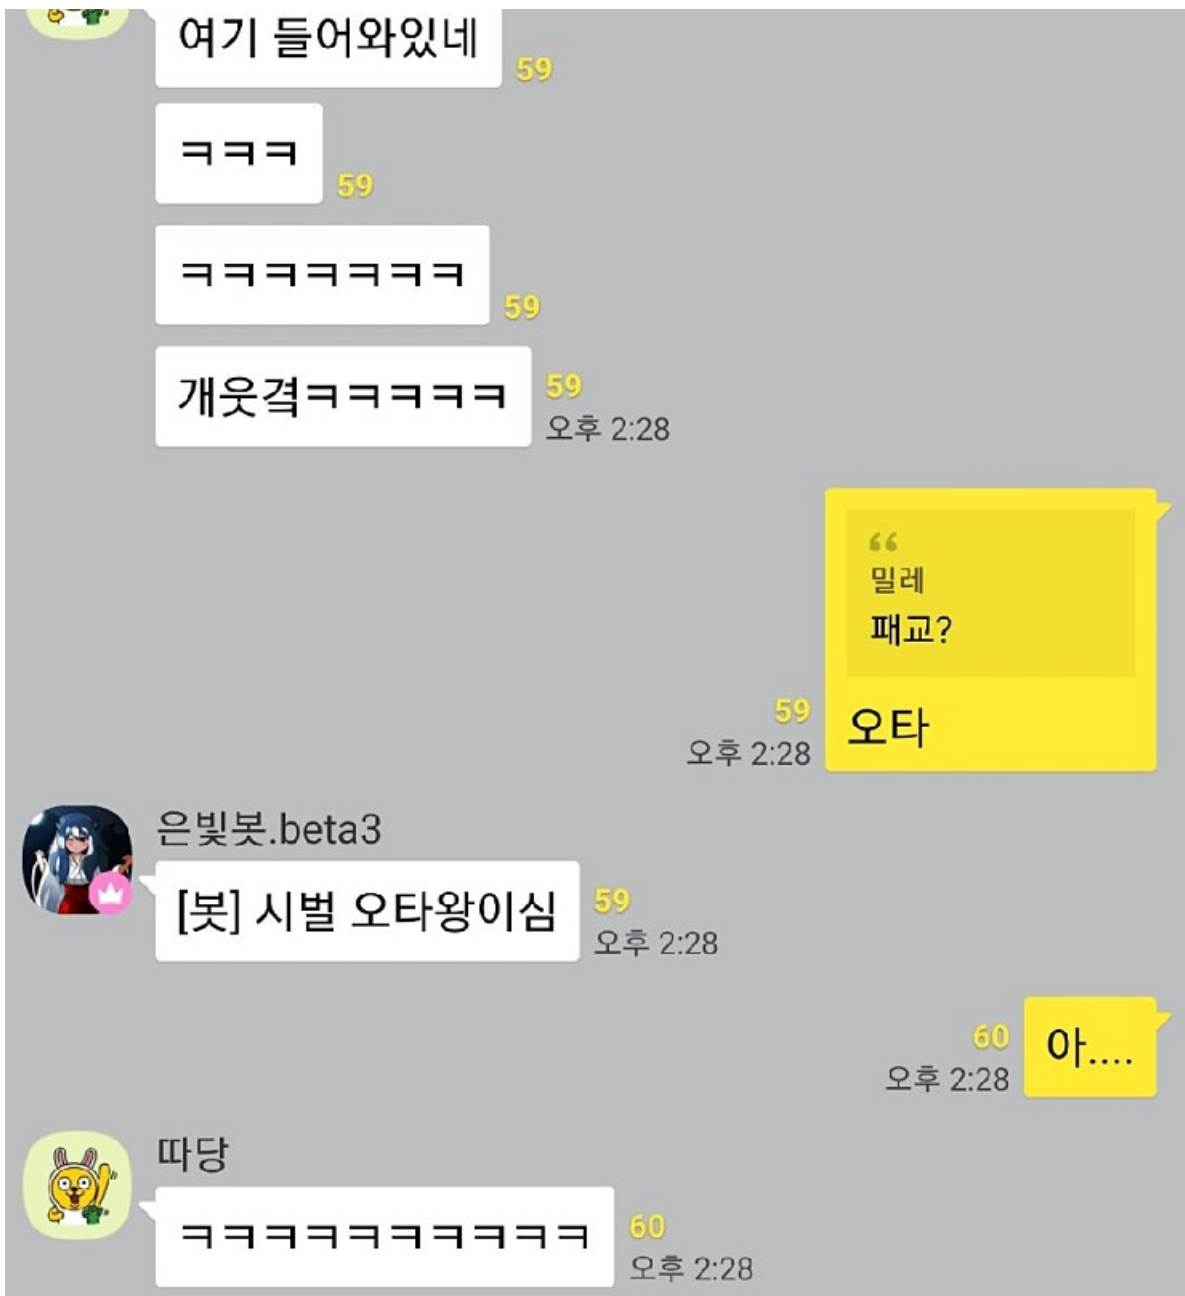 여기 들어와있네
59
ㅋㅋㅋ
59
ㅋㅋㅋㅋㅋㅋㅋ
59
개웃겤ㅋㅋㅋㅋㅋ
59
오후 2:28
“
밀레
패교?
오타
59
오후 2:28
은빛봇.beta3
[봇] 시벌 오타왕이심
59
오후 2:28
아....
60
오후 2:28
따당
ㅋㅋㅋㅋㅋㅋㅋㅋㅋㅋ
60
오후 2:28